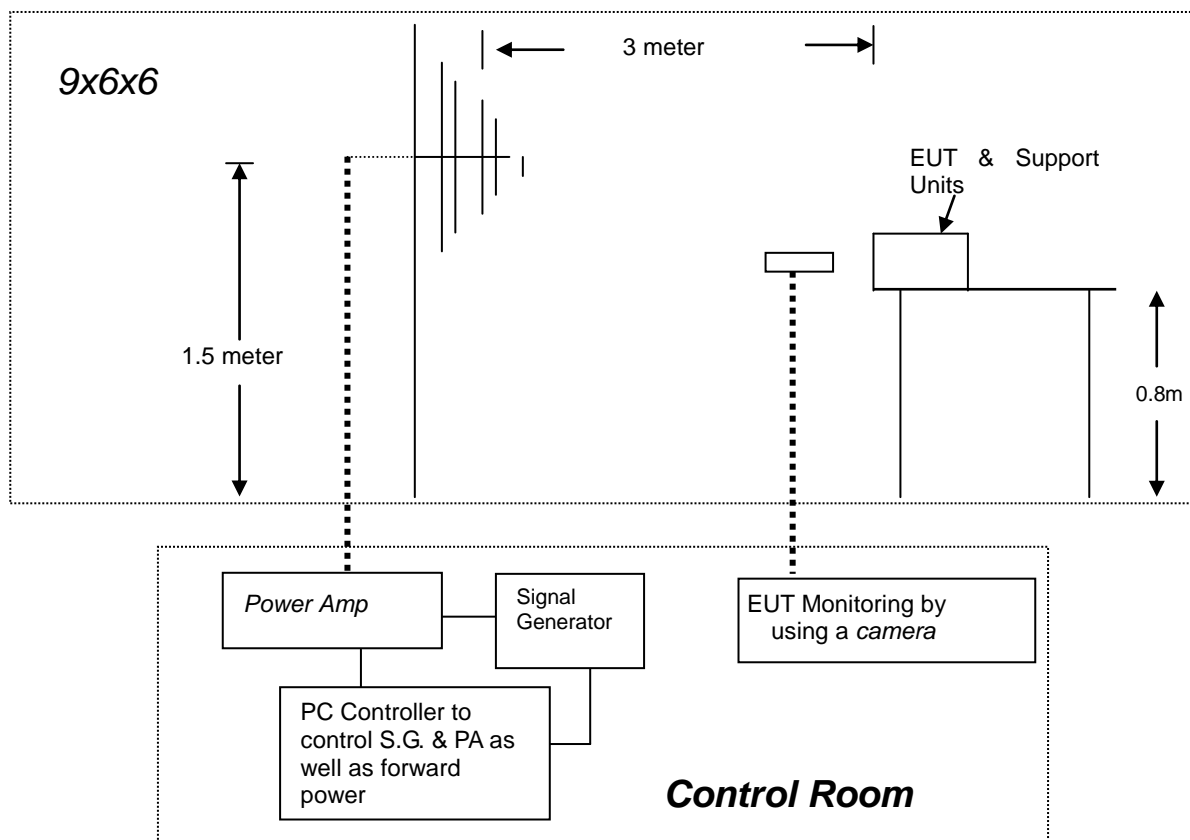 3 meter
9x6x6
EUT & Support
Units
1.5 meter
0.8m
Power Amp
Signal
Generator
EUT Monitoring by
using a camera
PC Controller to
control S.G. & PA as
well as forward
power
Control Room